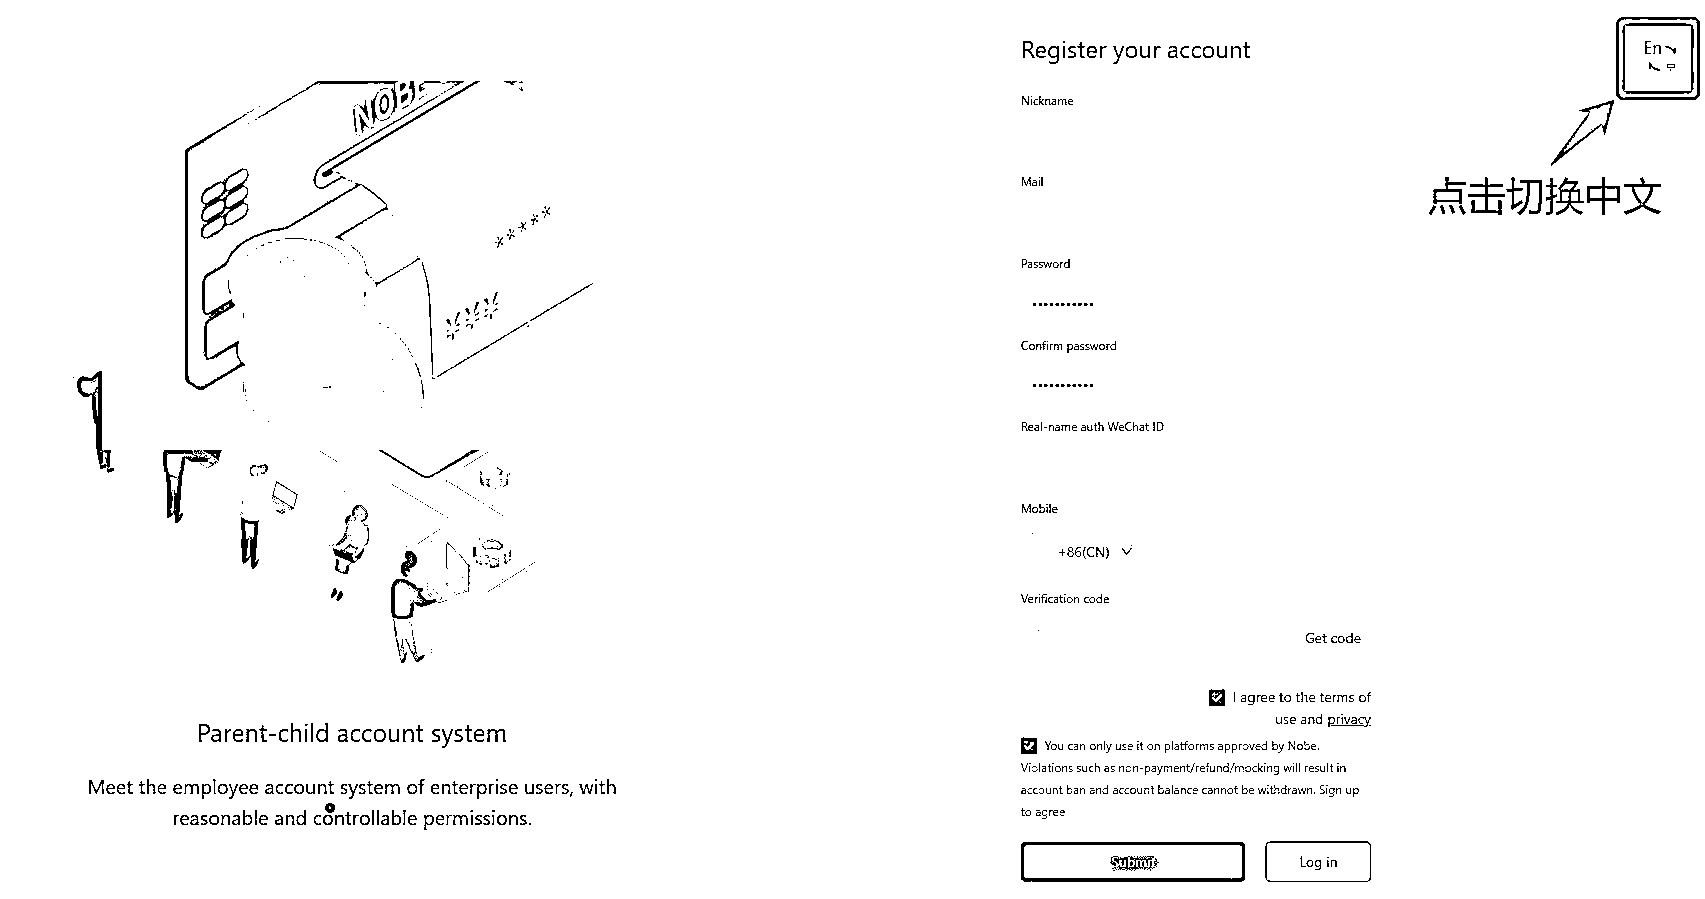 NOBE
*****
¥¥¥
Parent-child account system
Meet the employee account system of enterprise users, with
reasonable and controllable permissions.
Register your account
Nickname
Mail
Password
•••••••••••
Confirm password
•••••••••••
Real-name auth WeChat ID
Mobile
+86(CN)
Verification code
Get code
I agree to the terms of
use and privacy
You can only use it on platforms approved by Nobe.
Violations such as non-payment/refund/mocking will result in
account ban and account balance cannot be withdrawn. Sign up
to agree
Submit
Log in
En
中
点击切换中文